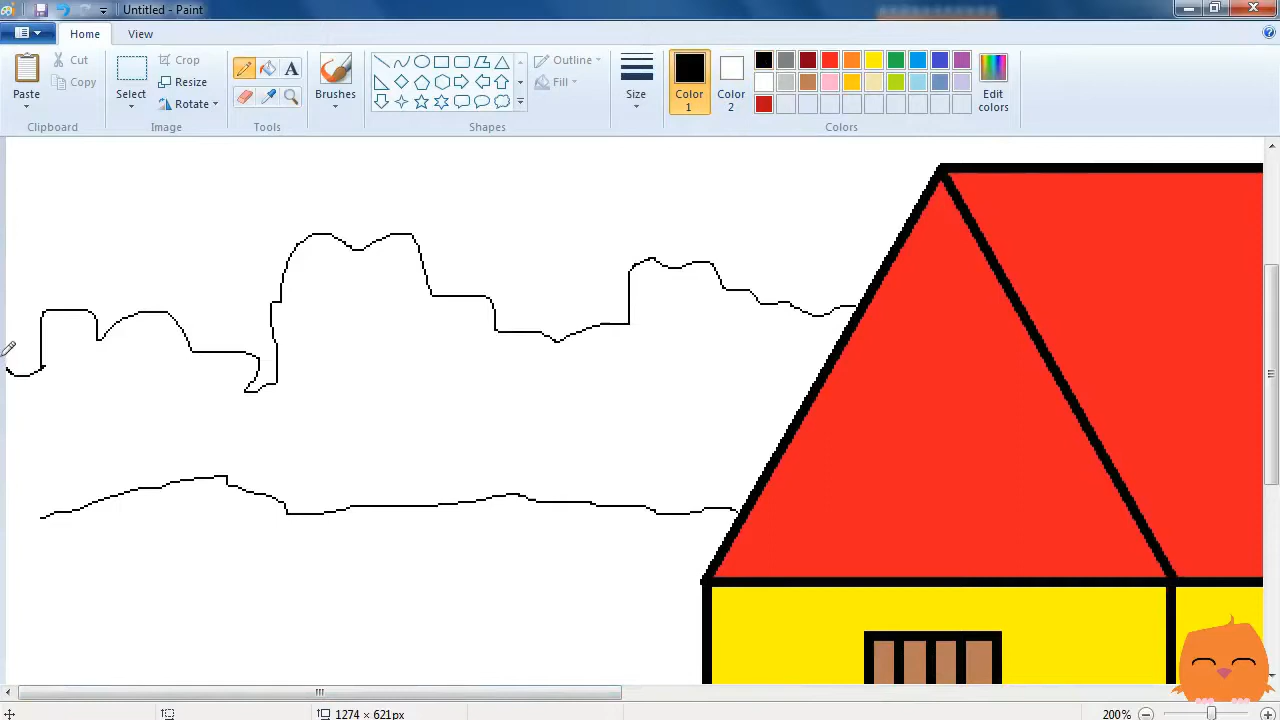 Untitled - Paint
Home View
Paste
Cut
Copy
Clipboard
Select
Crop
Resize
Rotate
Image
A
Tools
Brushes
Outline
Fill
Shapes
Size
Color 1
Color 2
Edit colors
Colors
1274 × 621px
200%